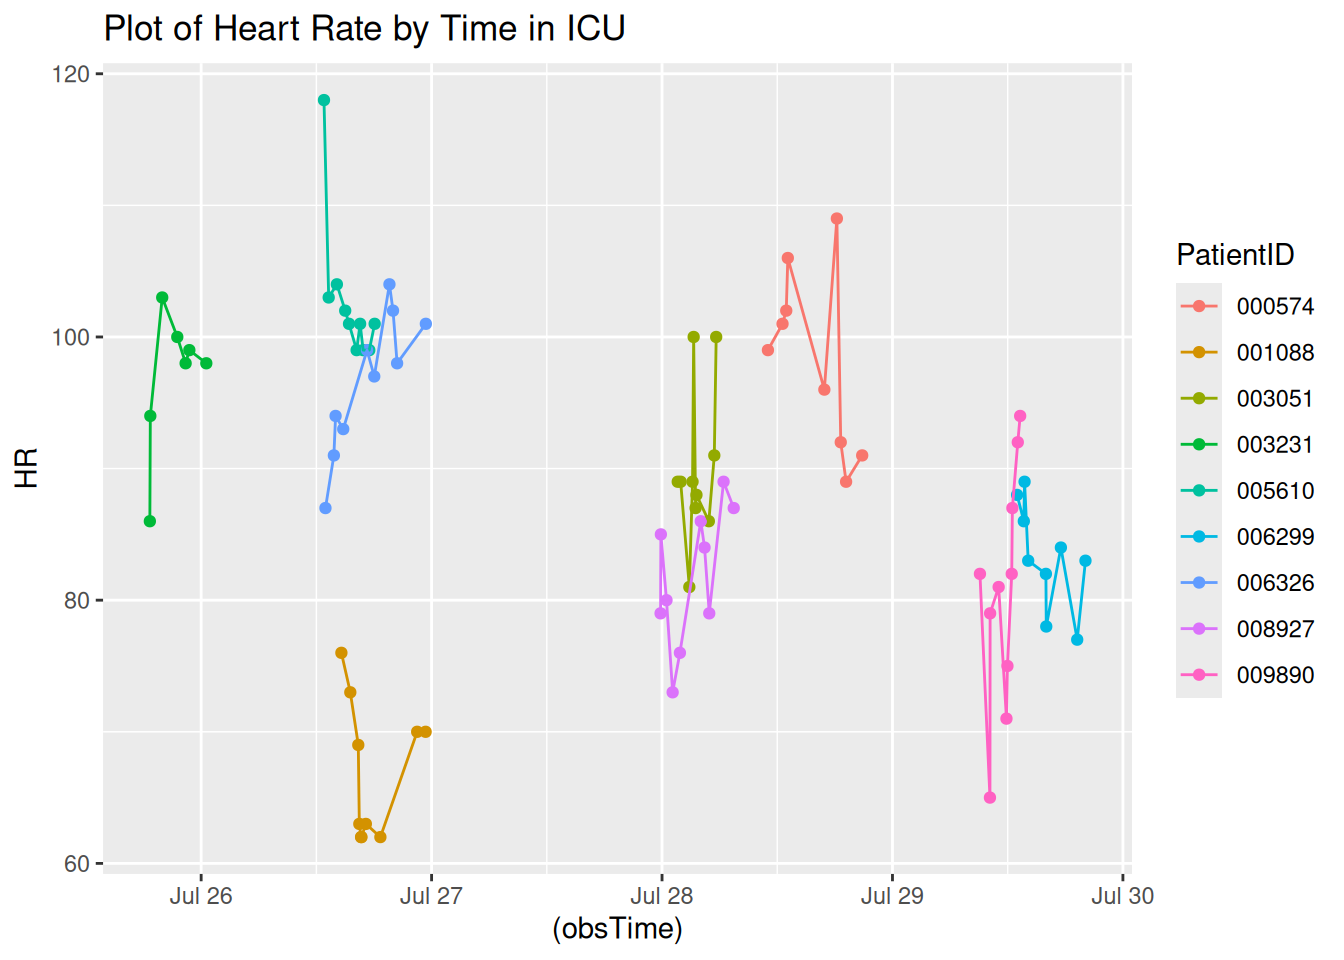 Plot of Heart Rate by Time in ICU
120
100
80
60
HR
Jul 26
Jul 27
Jul 28
Jul 29
Jul 30
(obsTime)
PatientID
000574
001088
003051
003231
005610
006299
006326
008927
009890